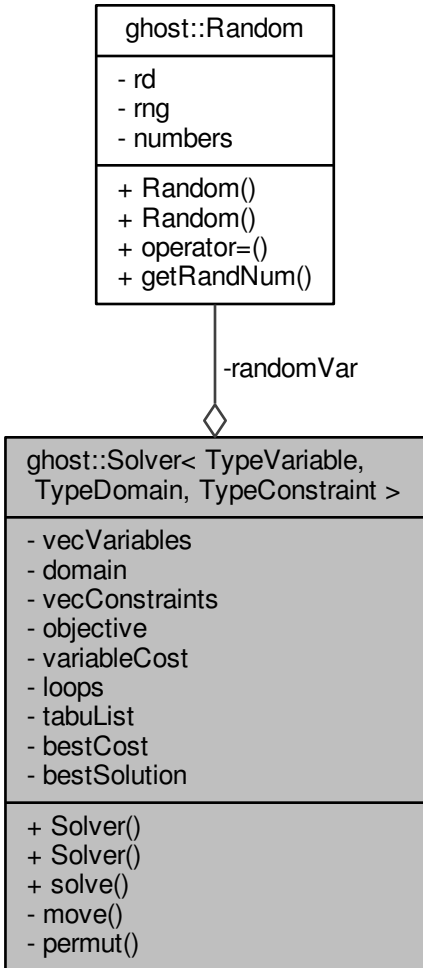 ghost::Random
- rd
- rng
- numbers
+ Random()
+ Random()
+ operator=()
+ getRandNum()
-randomVar
ghost::Solver< TypeVariable,
TypeDomain, TypeConstraint >
- vecVariables
- domain
- vecConstraints
- objective
- variableCost
- loops
- tabuList
- bestCost
- bestSolution
+ Solver()
+ Solver()
+ solve()
- move()
- permut()